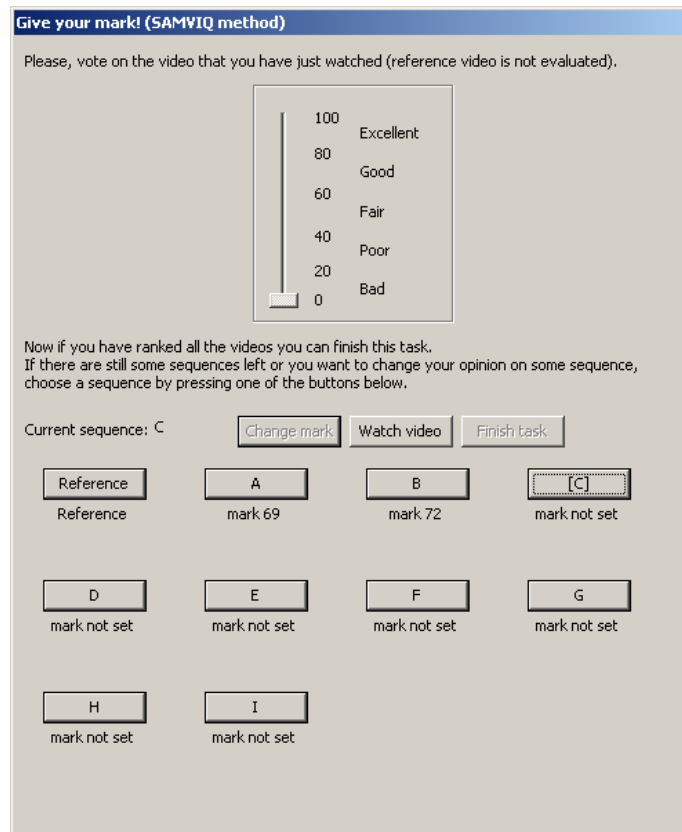 Give your mark! (SAMVIQ method)
Please, vote on the video that you have just watched (reference video is not evaluated).
100
Excellent
80
Good
60
Fair
40
Poor
20
Bad
0
Now if you have ranked all the videos you can finish this task.
If there are still some sequences left or you want to change your opinion on some sequence,
choose a sequence by pressing one of the buttons below.
Current sequence: C Change mark Watch video Finish task
Reference A B [C]
Reference mark 69 mark 72 mark not set
D E F G
mark not set mark not set mark not set mark not set
H I
mark not set mark not set